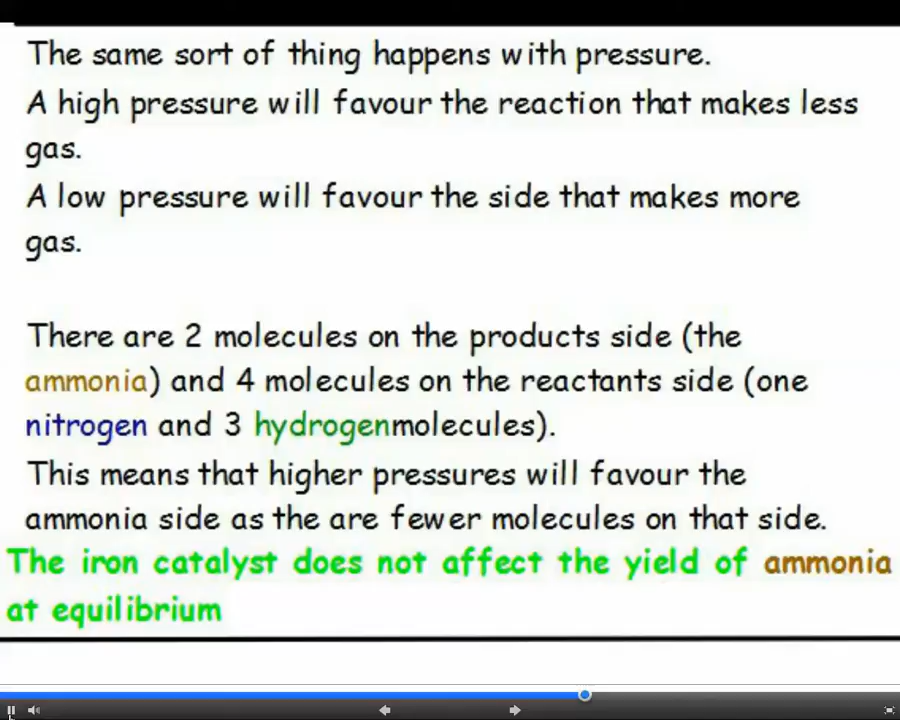 The same sort of thing happens with pressure.
A high pressure will favour the reaction that makes less
gas.
A low pressure will favour the side that makes more
gas.
There are 2 molecules on the products side (the
ammonia) and 4 molecules on the reactants side (one
nitrogen and 3 hydrogenmolecules).
This means that higher pressures will favour the
ammonia side as the are fewer molecules on that side.
The iron catalyst does not affect the yield of ammonia
at equilibrium